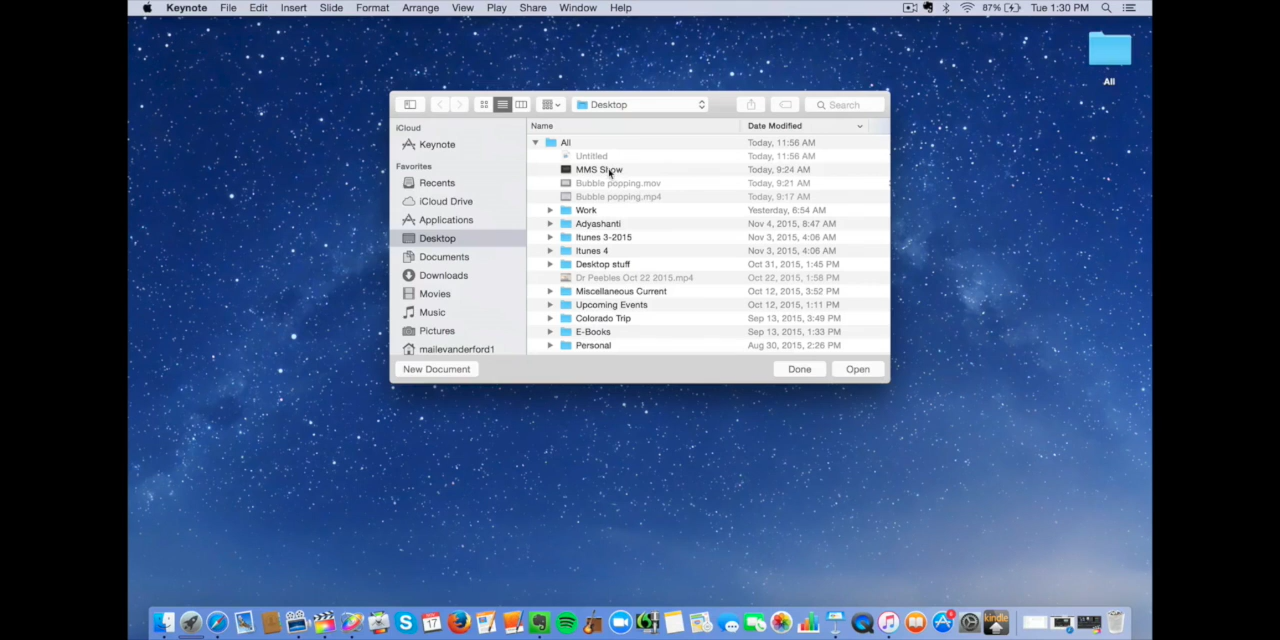 Keynote File Edit Insert Slide Format Arrange View Play Share Window Help 87% Tue 1:30 PM
All
Desktop Search
iCloud
Keynote
Favorites
Recents
iCloud Drive
Applications
Desktop
Documents
Downloads
Movies
Music
Pictures
mailevanderford1
Name Date Modified
All Today, 11:56 AM
Untitled Today, 11:56 AM
MMS Show Today, 9:24 AM
Bubble popping.mov Today, 9:21 AM
Bubble popping.mp4 Today, 9:17 AM
Work Yesterday, 6:54 AM
Adyashanti Nov 4, 2015, 8:47 AM
Itunes 3-2015 Nov 3, 2015, 4:06 AM
Itunes 4 Nov 3, 2015, 4:06 AM
Desktop stuff Oct 31, 2015, 1:45 PM
Dr Peebles Oct 22 2015.mp4 Oct 22, 2015, 1:58 PM
Miscellaneous Current Oct 12, 2015, 3:52 PM
Upcoming Events Oct 12, 2015, 1:11 PM
Colorado Trip Sep 13, 2015, 3:49 PM
E-Books Sep 13, 2015, 1:33 PM
Personal Aug 30, 2015, 2:26 PM
New Document Done Open
17
kindle